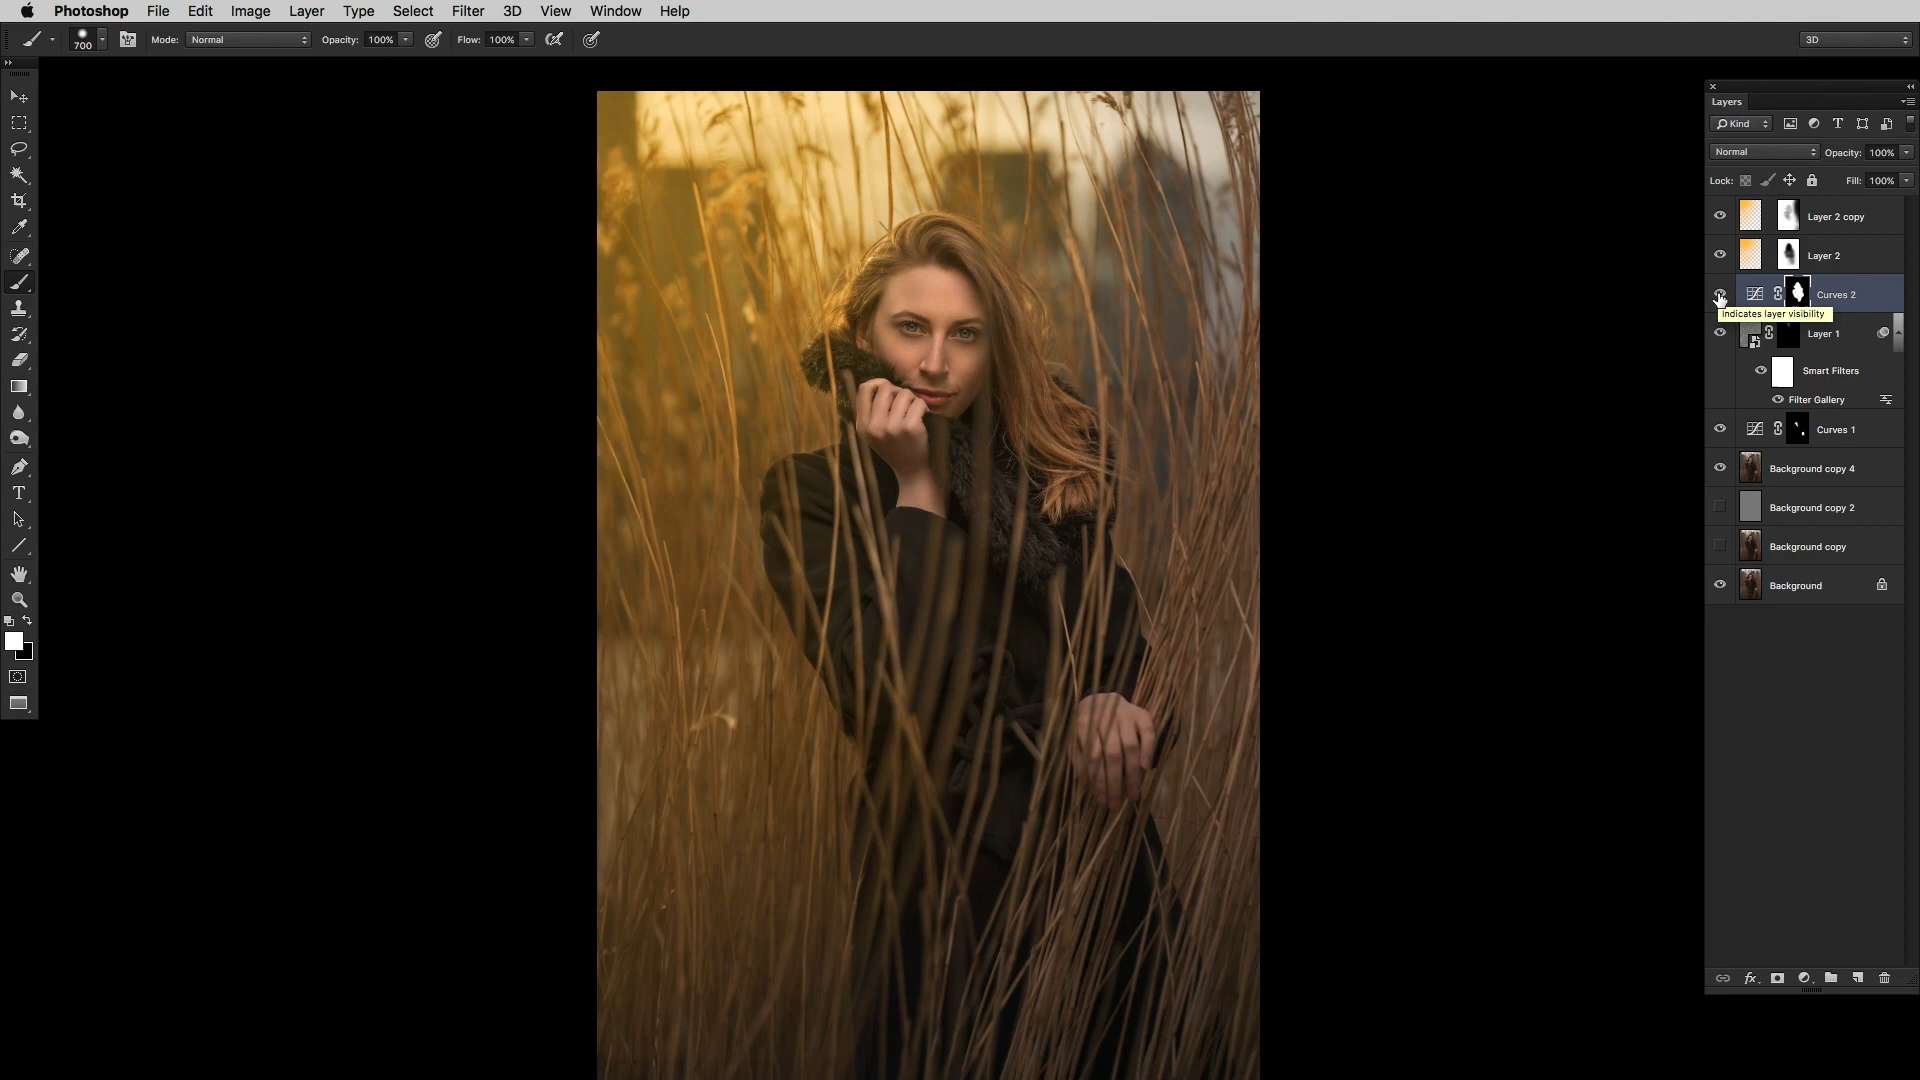 Photoshop File Edit Image Layer Type Select Filter 3D View Window Help
700 Mode: Normal Opacity: 100% Flow: 100% 3D
Layers
Kind T
Normal Opacity: 100%
Lock: Fill: 100%
Layer 2 copy
Layer 2
Curves 2
Indicates layer visibility
Layer 1
Smart Filters
Filter Gallery
Curves 1
Background copy 4
Background copy 2
Background copy
Background
fx
T